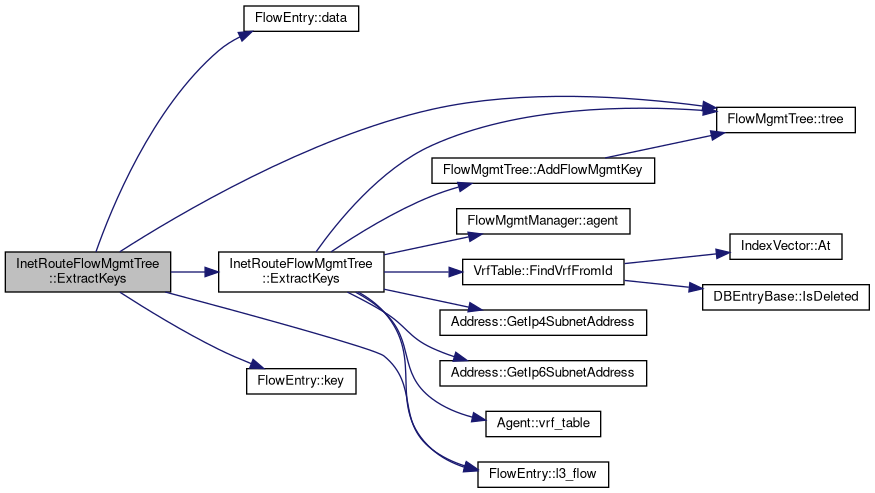 FlowEntry::data
FlowMgmtTree::tree
FlowMgmtTree::AddFlowMgmtKey
FlowMgmtManager::agent
IndexVector::At
InetRouteFlowMgmtTree
::ExtractKeys
InetRouteFlowMgmtTree
::ExtractKeys
VrfTable::FindVrfFromId
DBEntryBase::IsDeleted
Address::GetIp4SubnetAddress
FlowEntry::key
Address::GetIp6SubnetAddress
Agent::vrf_table
FlowEntry::l3_flow